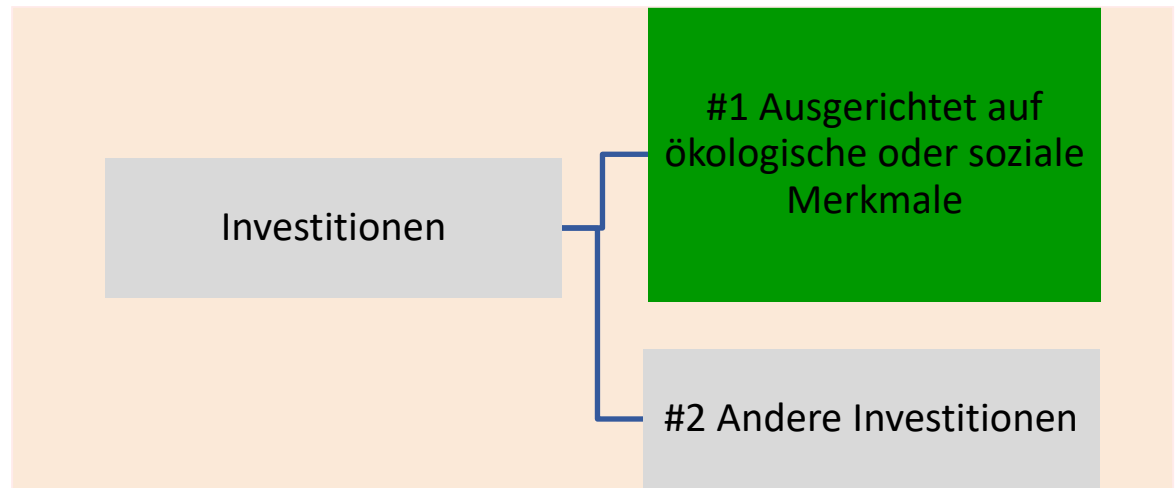 #1 Ausgerichtet auf
ökologische oder soziale
Merkmale
Investitionen
#2 Andere Investitionen